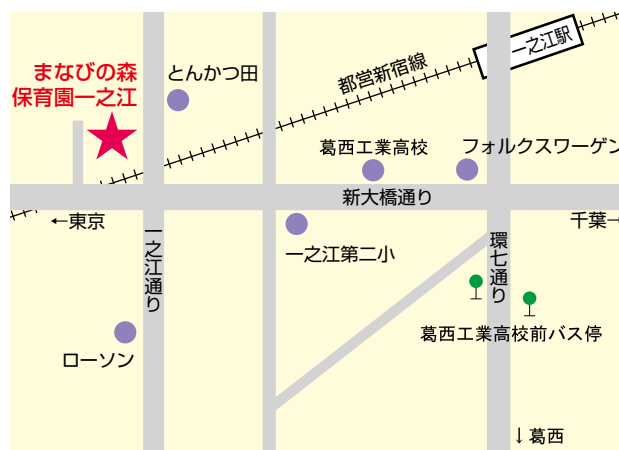 一之江駅
まなびの森
保育園一之江
とんかつ田
都営新宿線
葛西工業高校
フォルクスワーゲン
新大橋通り
←東京
千葉→
一之江第二小
一之江通り
環七通り
葛西工業高校前バス停
ローソン
↓葛西